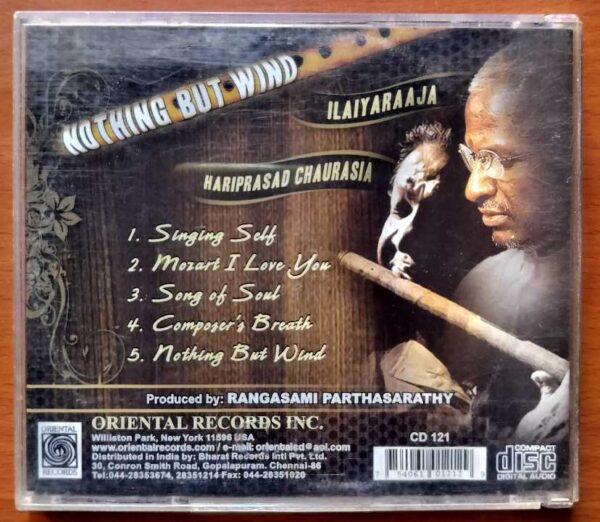 NOTHING BUT WIND
ILAIYARAAJA
HARIPRASAD CHAURASIA
1. Singing Self
2. Mozart I Love You
3. Song of Soul
4. Composer's Breath
5. Nothing But Wind
Produced by: RANGASAMI PARTHASARATHY
ORIENTAL RECORDS
ORIENTAL RECORDS INC.
Williston Park, New York 11596 USA
www.orientalrecords.com / e-mail: orientalcd@aol.com
Distributed in India by: Bharat Records Intl Pvt. Ltd.
30, Conron Smith Road, Gopalapuram. Chennai-86
Tel:044-28353674, 28351214 Fax: 044-28351020
CD 121
COMPACT
disc
DIGITAL AUDIO